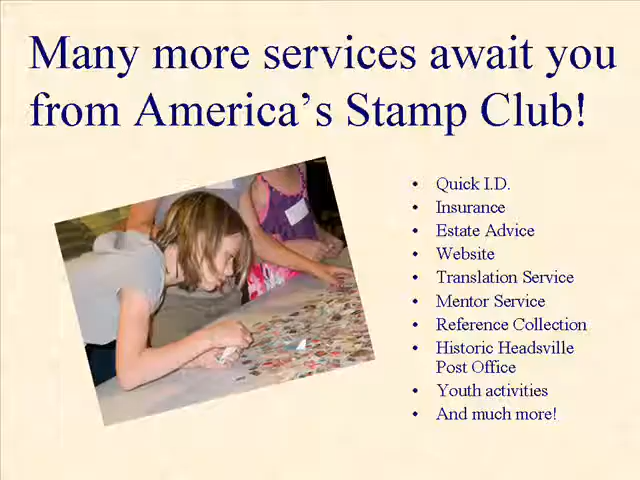 Many more services await you
from America's Stamp Club!
• Quick I.D.
• Insurance
• Estate Advice
• Website
• Translation Service
• Mentor Service
• Reference Collection
• Historic Headsville
Post Office
• Youth activities
• And much more!